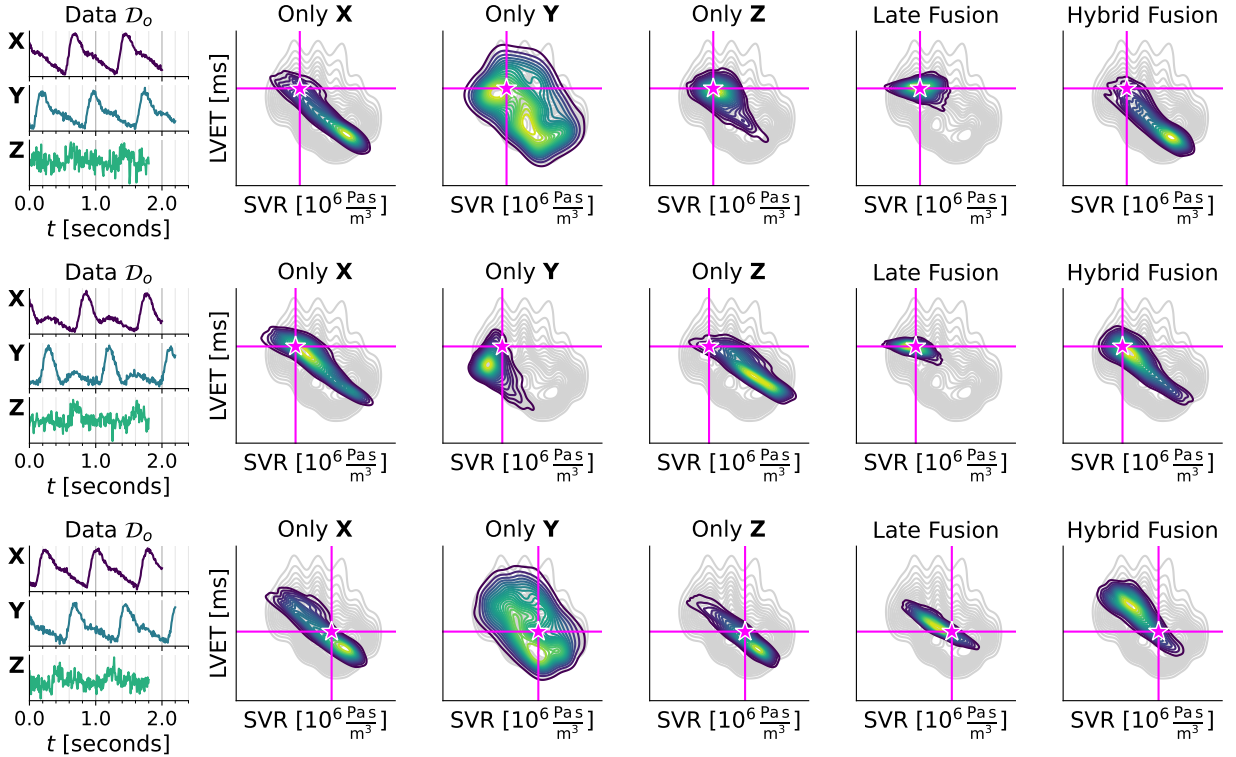 Data 𝒟ₒ Only X Only Y Only Z Late Fusion Hybrid Fusion
X
Y
Z
LVET [ms]
0.0 1.0 2.0
t [seconds]
SVR [10⁶ Pa s/m³] SVR [10⁶ Pa s/m³] SVR [10⁶ Pa s/m³] SVR [10⁶ Pa s/m³] SVR [10⁶ Pa s/m³]
Data 𝒟ₒ Only X Only Y Only Z Late Fusion Hybrid Fusion
X
Y
Z
LVET [ms]
0.0 1.0 2.0
t [seconds]
SVR [10⁶ Pa s/m³] SVR [10⁶ Pa s/m³] SVR [10⁶ Pa s/m³] SVR [10⁶ Pa s/m³] SVR [10⁶ Pa s/m³]
Data 𝒟ₒ Only X Only Y Only Z Late Fusion Hybrid Fusion
X
Y
Z
LVET [ms]
0.0 1.0 2.0
t [seconds]
SVR [10⁶ Pa s/m³] SVR [10⁶ Pa s/m³] SVR [10⁶ Pa s/m³] SVR [10⁶ Pa s/m³] SVR [10⁶ Pa s/m³]